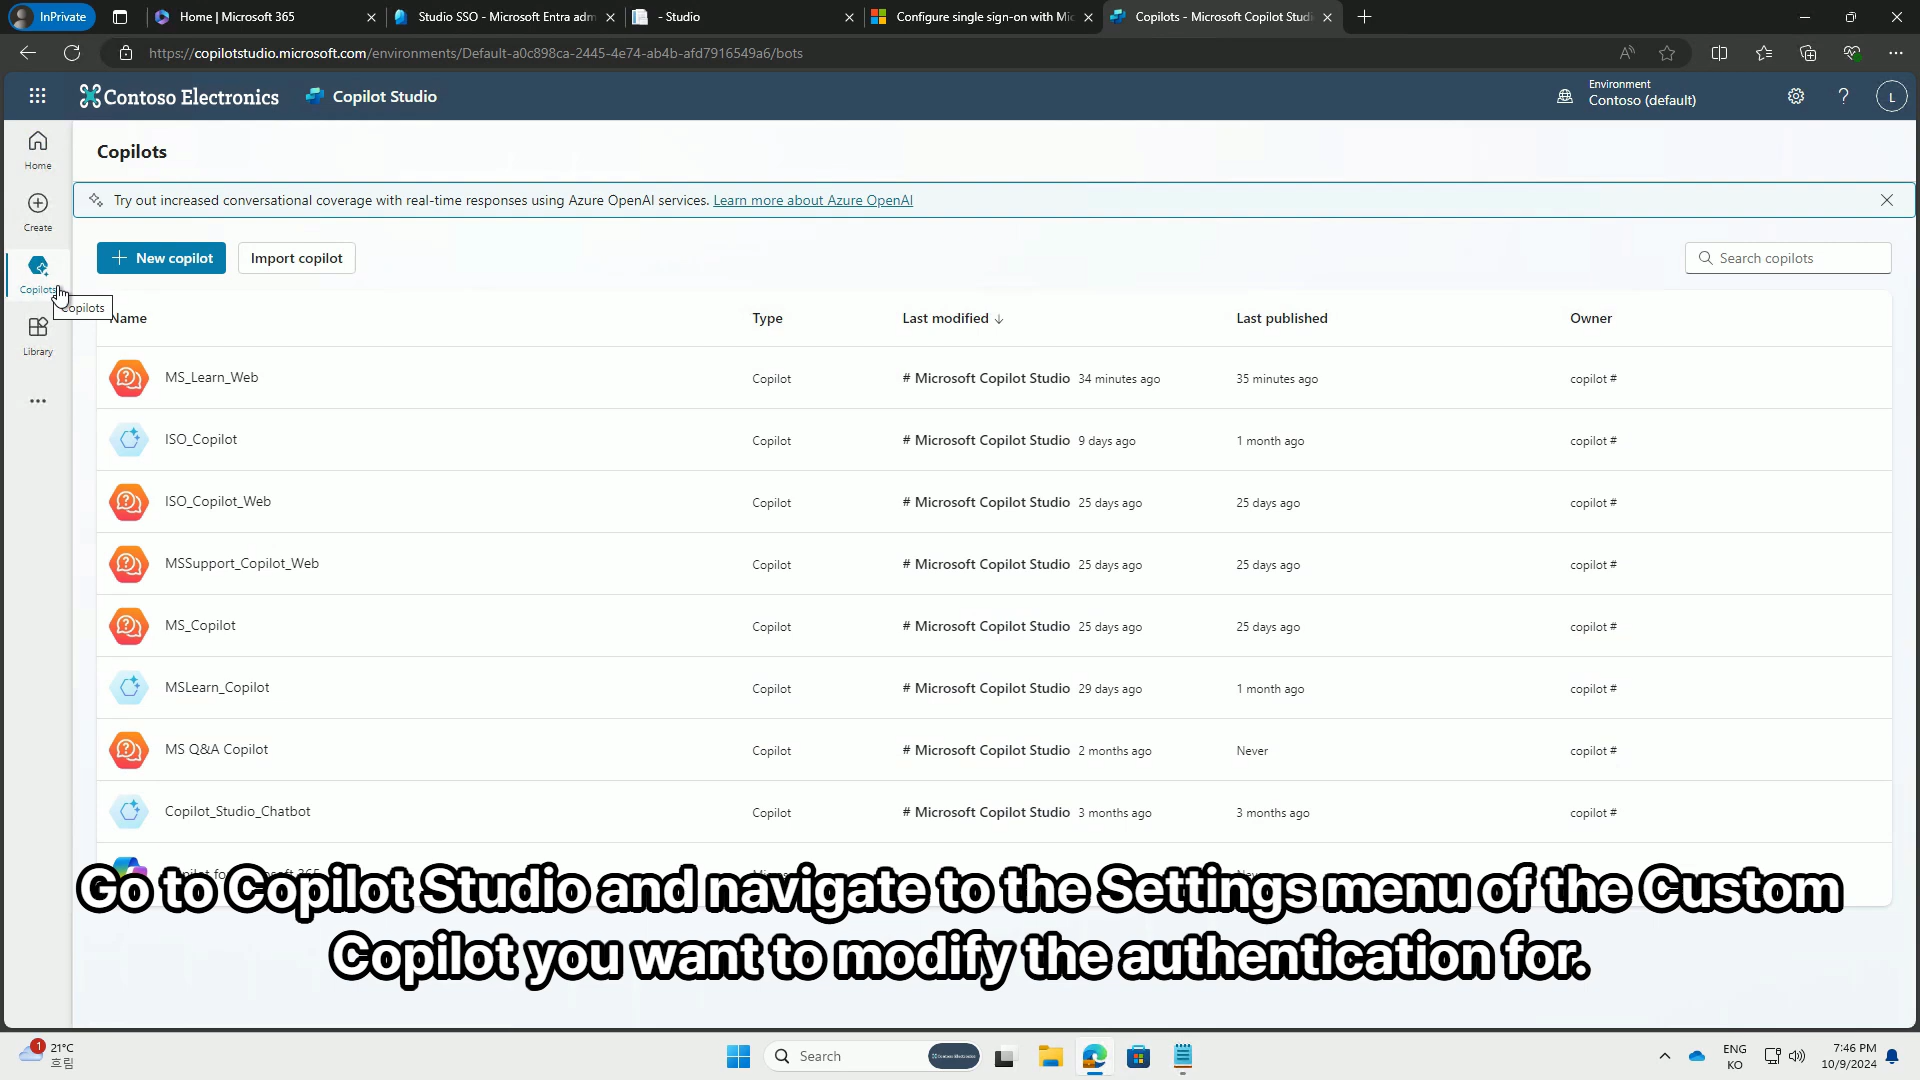 InPrivate
Home | Microsoft 365
Studio SSO - Microsoft Entra adm
- Studio
Configure single sign-on with Mic
Copilots - Microsoft Copilot Studi
https://copilotstudio.microsoft.com/environments/Default-a0c898ca-2445-4e74-ab4b-afd7916549a6/bots
Contoso Electronics
Copilot Studio
Environment
Contoso (default)
L
Home
Create
Copilots
Library
Copilots
Copilots
Try out increased conversational coverage with real-time responses using Azure OpenAI services. Learn more about Azure OpenAI
New copilot
Import copilot
Search copilots
Name Type Last modified Last published Owner
MS_Learn_Web Copilot # Microsoft Copilot Studio 34 minutes ago 35 minutes ago copilot #
ISO_Copilot Copilot # Microsoft Copilot Studio 9 days ago 1 month ago copilot #
ISO_Copilot_Web Copilot # Microsoft Copilot Studio 25 days ago 25 days ago copilot #
MSSupport_Copilot_Web Copilot # Microsoft Copilot Studio 25 days ago 25 days ago copilot #
MS_Copilot Copilot # Microsoft Copilot Studio 25 days ago 25 days ago copilot #
MSLearn_Copilot Copilot # Microsoft Copilot Studio 29 days ago 1 month ago copilot #
MS Q&A Copilot Copilot # Microsoft Copilot Studio 2 months ago Never copilot #
Copilot_Studio_Chatbot Copilot # Microsoft Copilot Studio 3 months ago 3 months ago copilot #
Go to Copilot Studio and navigate to the Settings menu of the Custom
Copilot you want to modify the authentication for.
1
21°C
흐림
Search
Contoso Electronics
ENG
KO
7:46 PM
10/9/2024